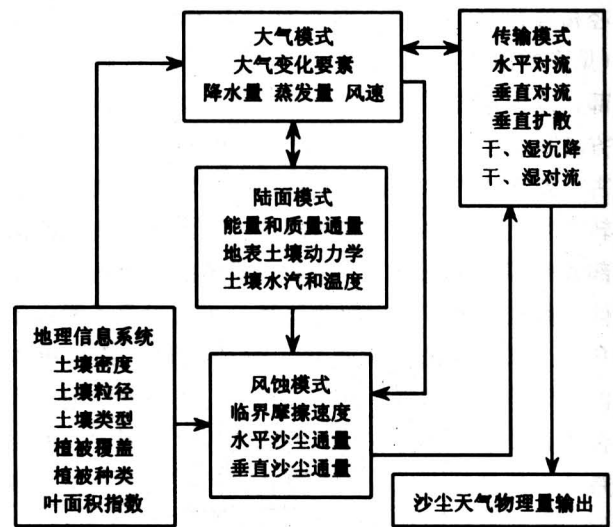 大气模式
大气变化要素
降水量 蒸发量 风速
传输模式
水平对流
垂直对流
垂直扩散
干、湿沉降
干、湿对流
陆面模式
能量和质量通量
地表土壤动力学
土壤水汽和温度
地理信息系统
土壤密度
土壤粒径
土壤类型
植被覆盖
植被种类
叶面积指数
风蚀模式
临界摩擦速度
水平沙尘通量
垂直沙尘通量
沙尘天气物理量输出